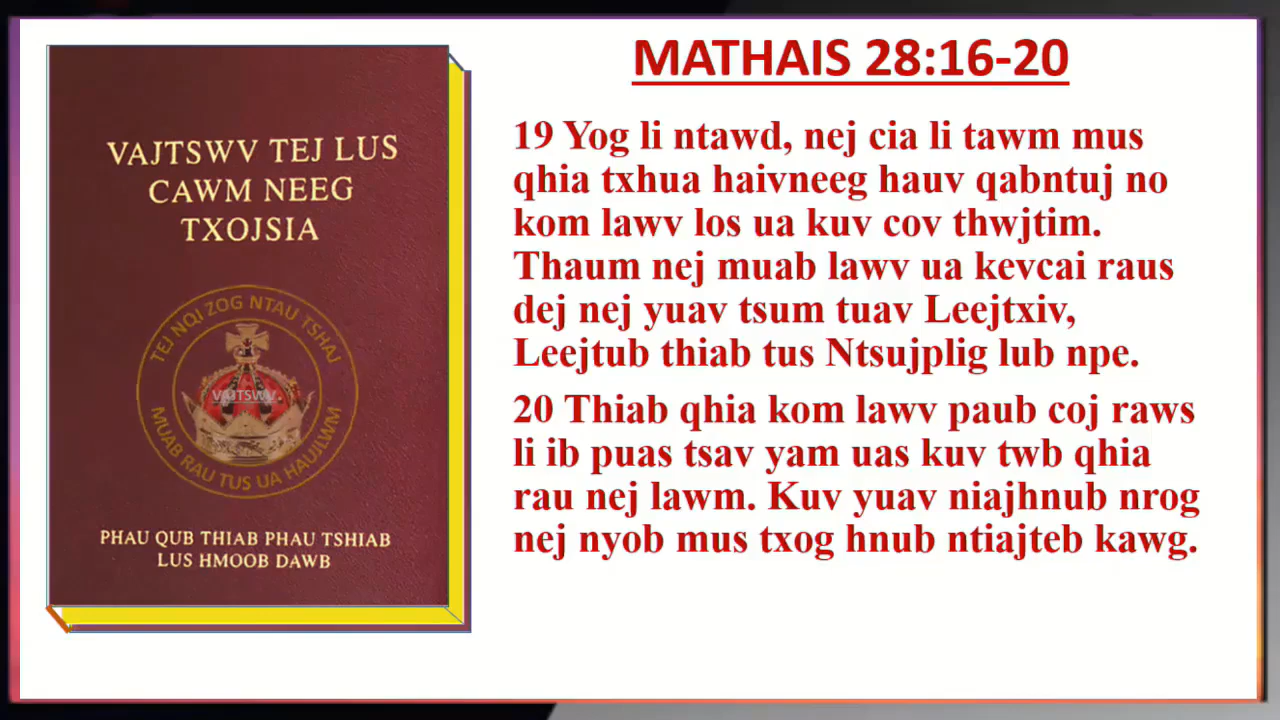 MATHAIS 28:16-20
VAJTSWV TEJ LUS
CAWM NEEG
TXOJSIA
TEJ NQI ZOG NTAU TSHAJ
VAJTSWV
MUAB RAU TUS UA HAUJLWM
PHAU QUB THIAB PHAU TSHIAB
LUS HMOOB DAWB
19 Yog li ntawd, nej cia li tawm mus
qhia txhua haivneeg hauv qabntuj no
kom lawv los ua kuv cov thwjtim.
Thaum nej muab lawv ua kevcai raus
dej nej yuav tsum tuav Leejtxiv,
Leejtub thiab tus Ntsujplig lub npe.
20 Thiab qhia kom lawv paub coj raws
li ib puas tsav yam uas kuv twb qhia
rau nej lawm. Kuv yuav niajhnub nrog
nej nyob mus txog hnub ntiajteb kawg.